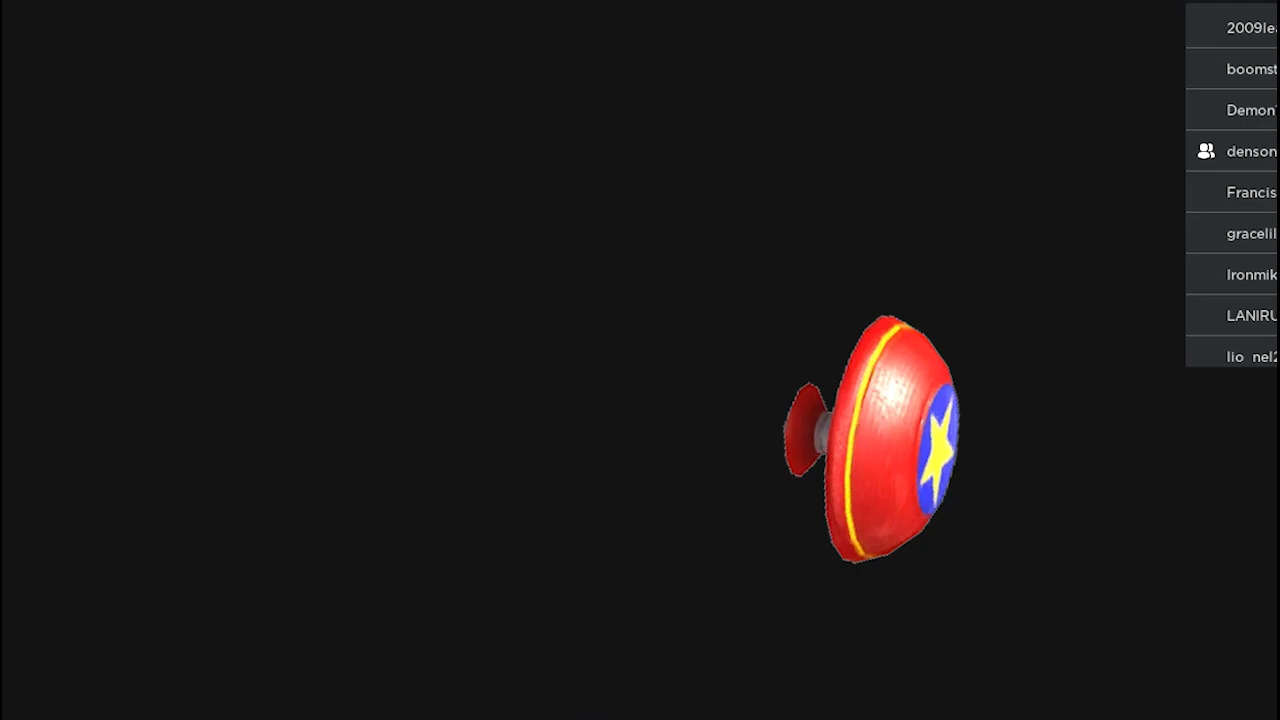 2009le
boomst
Demon
denson
Francis
gracelil
Ironmik
LANIRU
lio_nel2